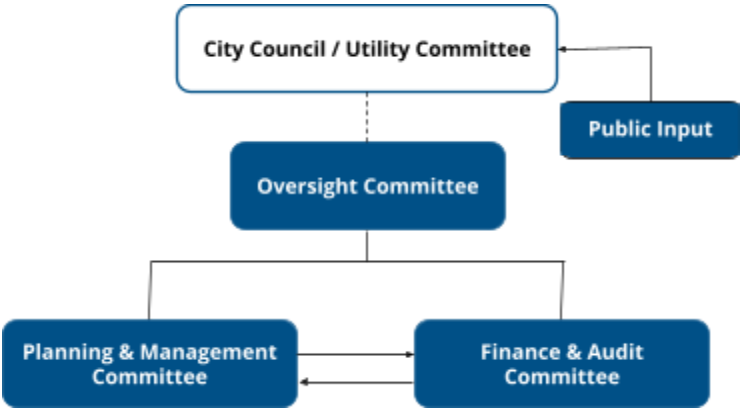 City Council / Utility Committee
Public Input
Oversight Committee
Planning & Management
Committee
Finance & Audit
Committee